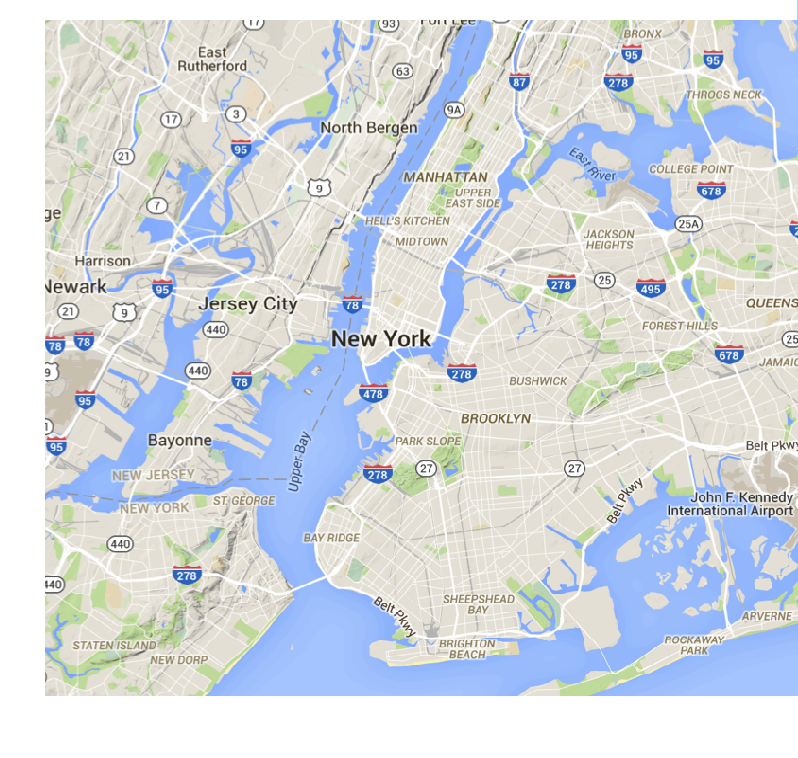 17
93
Fort Lee
BRONX
East
Rutherford
95
95
63
87
278
THROGS NECK
9A
17
3
North Bergen
95
21
East River
COLLEGE POINT
MANHATTAN
678
9
UPPER
EAST SIDE
7
HELL'S KITCHEN
25A
ge
MIDTOWN
JACKSON
HEIGHTS
Harrison
278
25
495
Newark
95
Jersey City
78
QUEENS
21
9
440
FOREST HILLS
New York
78
78
25
678
JAMAIC
9
440
78
278
BUSHWICK
478
95
BROOKLYN
Bayonne
PARK SLOPE
Belt Pkwy
95
Upper Bay
27
27
278
NEW JERSEY
Belt Pkwy
NEW YORK
ST GEORGE
John F. Kennedy
International Airport
BAY RIDGE
440
278
440
Belt Pkwy
SHEEPSHEAD
BAY
ARVERNE
STATEN ISLAND
BRIGHTON
BEACH
ROCKAWAY
PARK
NEW DORP